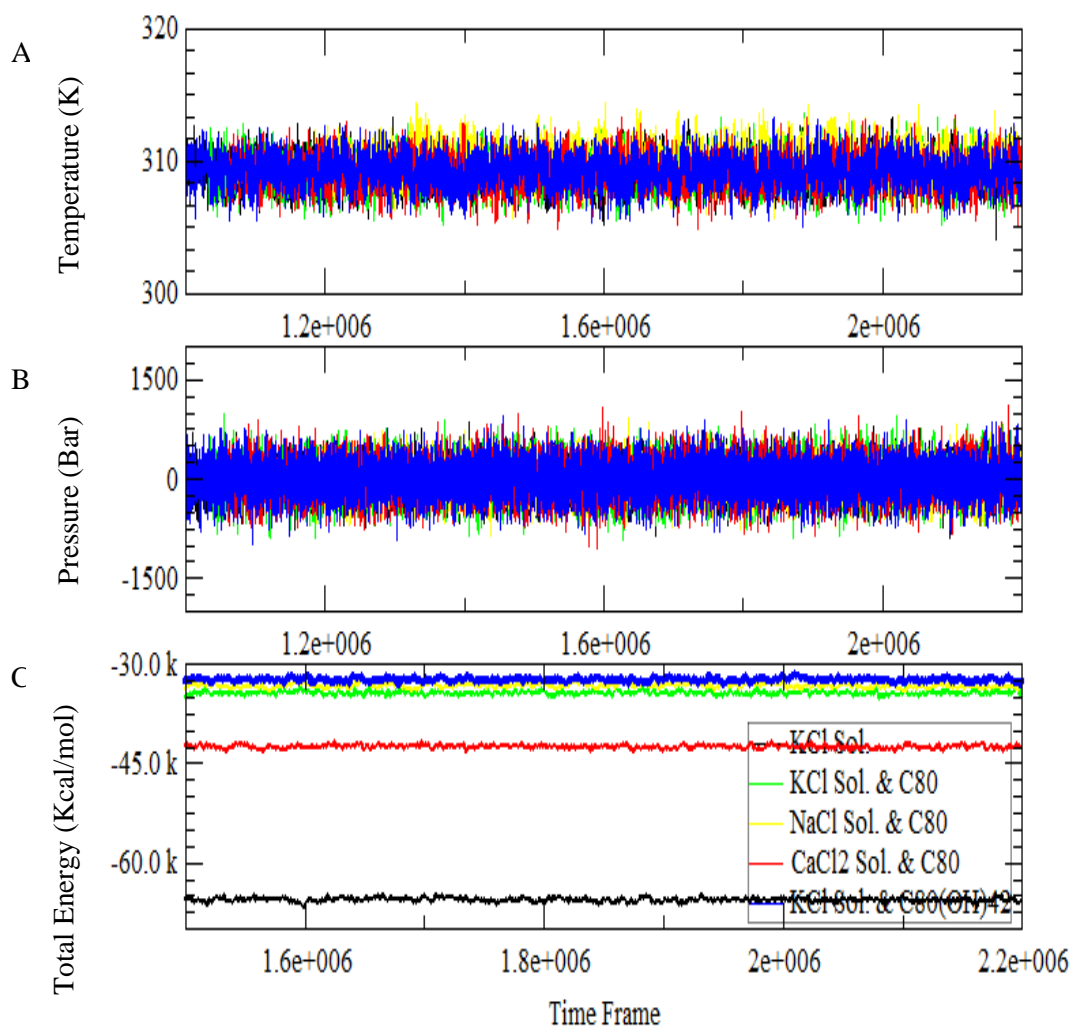 A
320
310
300
Temperature (K)
1.2e+006 1.6e+006 2e+006
B
1500
0
-1500
Pressure (Bar)
1.2e+006 1.6e+006 2e+006
C
-30.0 k
-45.0 k
-60.0 k
Total Energy (Kcal/mol)
KCl Sol.
KCl Sol. & C80
NaCl Sol. & C80
CaCl2 Sol. & C80
KCl Sol. & C80(OH)42
1.6e+006 1.8e+006 2e+006 2.2e+006
Time Frame